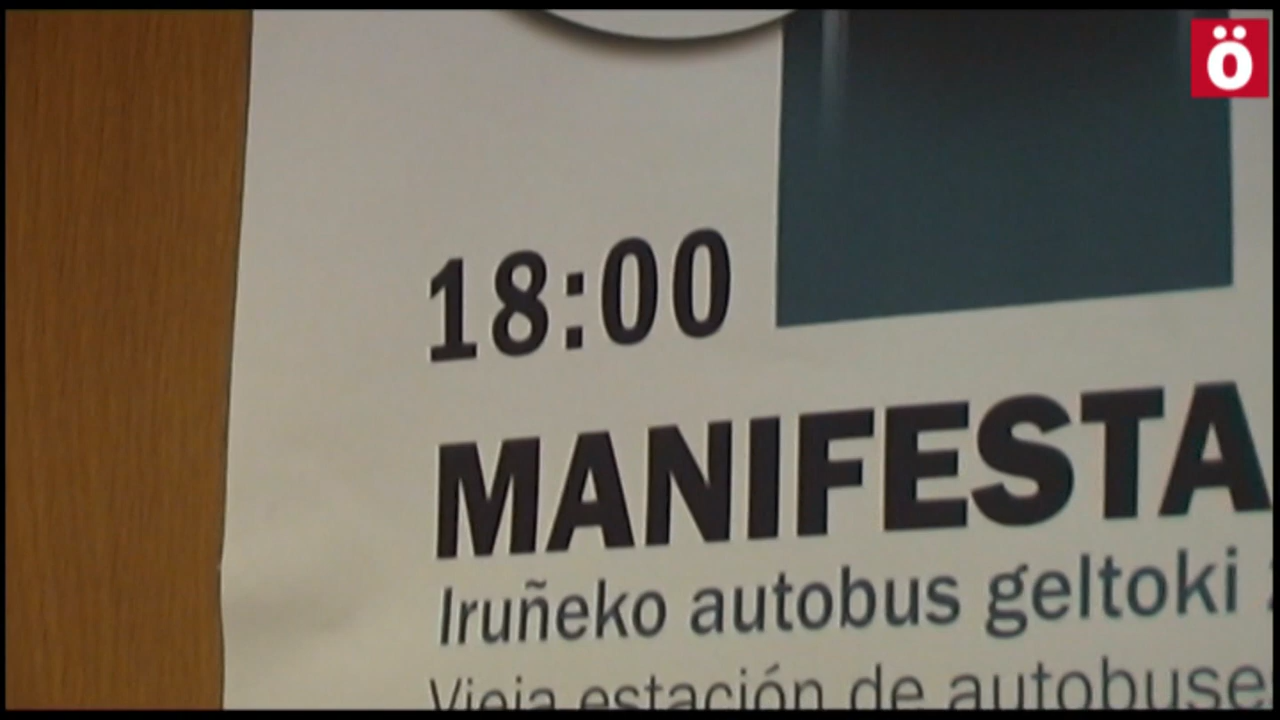 ö
18:00
MANIFESTA
Iruñeko autobus geltoki
Vieja estación de autobuse